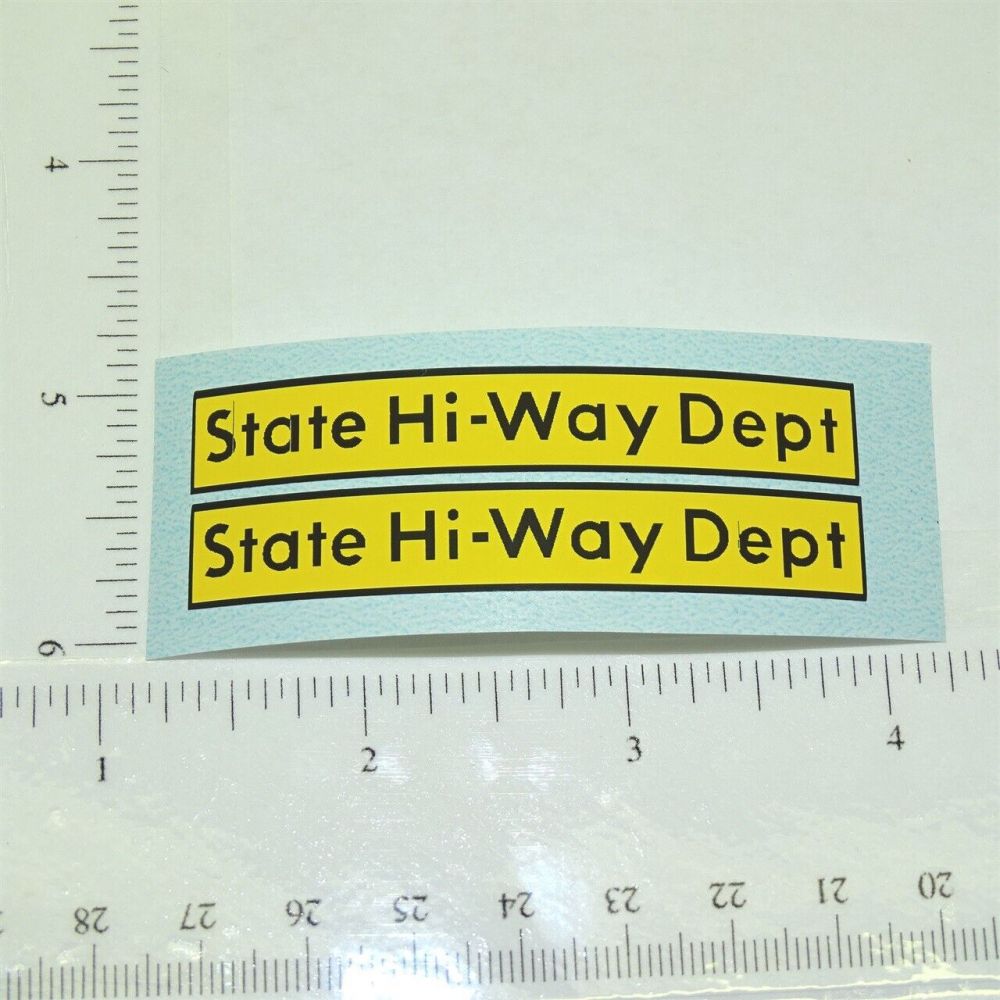 4
5
6
State Hi-Way Dept
State Hi-Way Dept
1 2 3 4
28 27 26 25 24 23 22 21 20